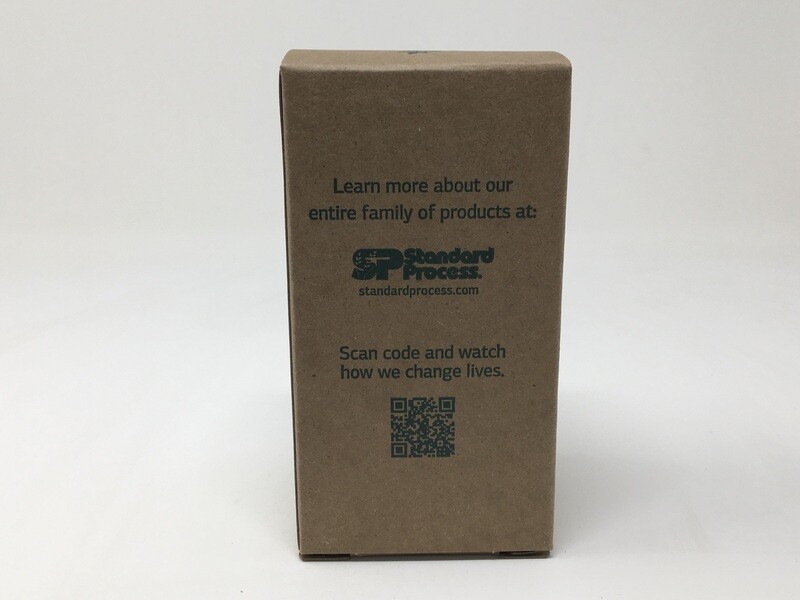 Learn more about our
entire family of products at:
SP Standard
Process.
standardprocess.com
Scan code and watch
how we change lives.